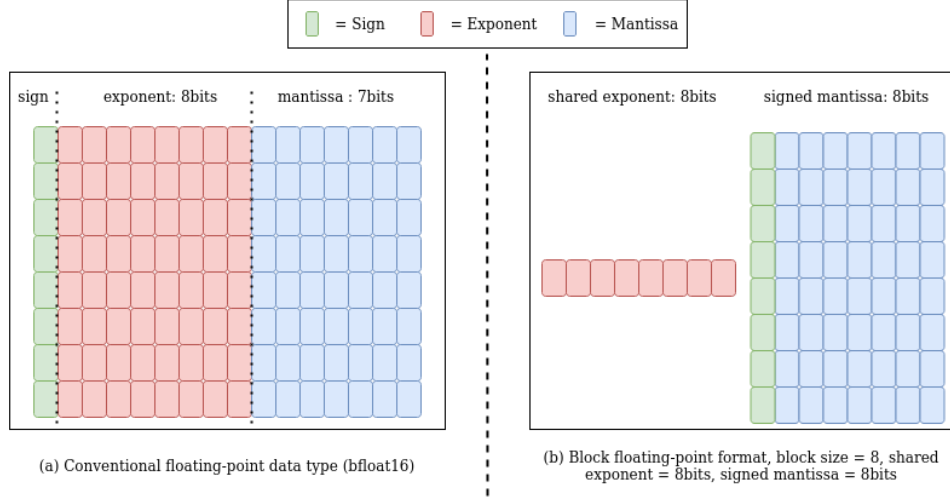 = Sign = Exponent = Mantissa
sign exponent: 8bits mantissa : 7bits
shared exponent: 8bits signed mantissa: 8bits
(a) Conventional floating-point data type (bfloat16)
(b) Block floating-point format, block size = 8, shared
exponent = 8bits, signed mantissa = 8bits